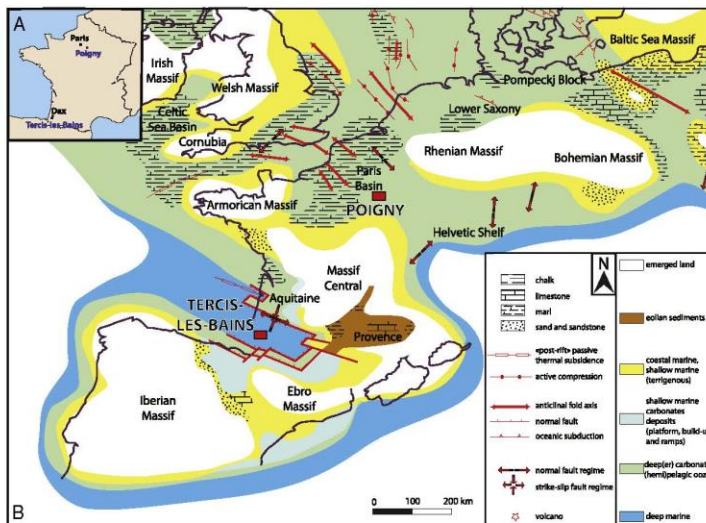 A
Paris
Poigny
Dax
Tercis-les-Bains
Irish
Massif
Welsh Massif
Celtic
Sea Basin
Cornubia
Armorican Massif
Paris
Basin
POIGNY
Baltic Sea Massif
Pompeckj Block
Lower Saxony
Rhenian Massif
Bohemian Massif
Helvetic Shelf
Massif
Central
TERCIS-
LES-BAINS
Aquitaine
Provence
Iberian
Massif
Ebro
Massif
B
0 100 200 km
N
chalk
limestone
marl
sand and sandstone
«post-rift» passive
thermal subsidence
active compression
anticlinal fold axis
normal fault
oceanic subduction
normal fault regime
strike-slip fault regime
volcano
emerged land
eolian sediments
coastal marine,
shallow marine
(terrigenous)
shallow marine
carbonates
deposits
(platform, build-u
and ramps)
deep(er) carbonat
(hemi)pelagic ooz
deep marine